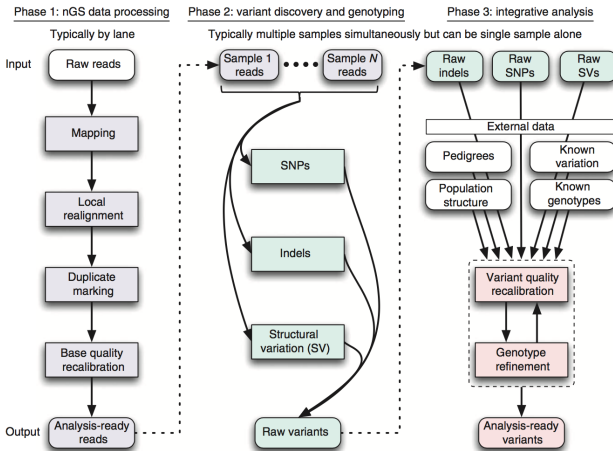 Phase 1: nGS data processing
Typically by lane
Input
Raw reads
Mapping
Local
realignment
Duplicate
marking
Base quality
recalibration
Output
Analysis-ready
reads
Phase 2: variant discovery and genotyping
Typically multiple samples simultaneously but can be single sample alone
Sample 1
reads
Sample N
reads
SNPs
Indels
Structural
variation (SV)
Raw variants
Phase 3: integrative analysis
Raw
indels
Raw
SNPs
Raw
SVs
External data
Pedigrees
Known
variation
Population
structure
Known
genotypes
Variant quality
recalibration
Genotype
refinement
Analysis-ready
variants